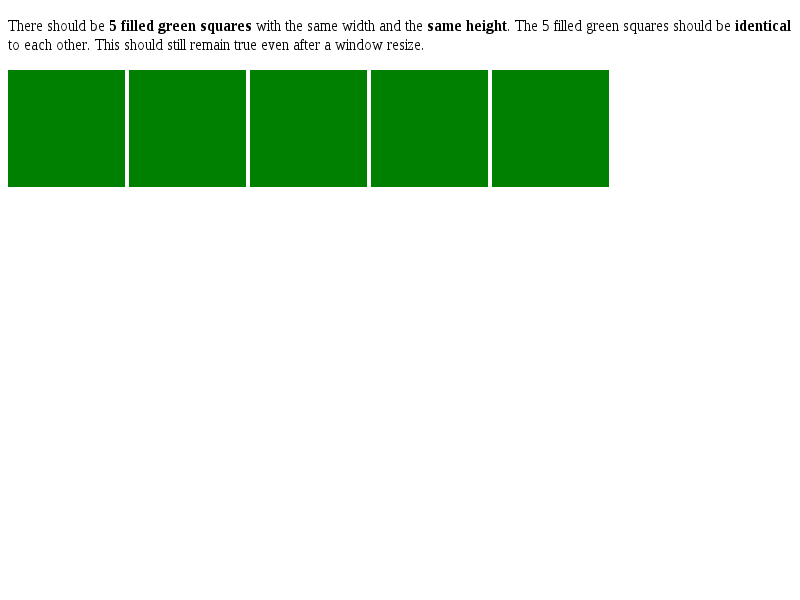 There should be 5 filled green squares with the same width and the same height. The 5 filled green squares should be identical
to each other. This should still remain true even after a window resize.